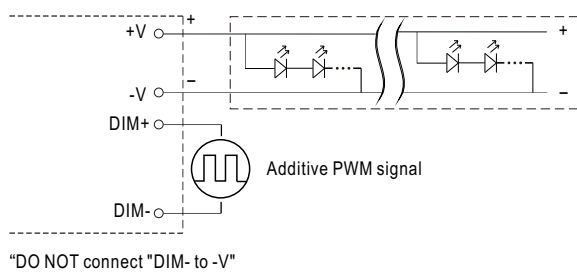 +V
+
+
-V
−
−
DIM+
Additive PWM signal
DIM-
“DO NOT connect "DIM- to -V"